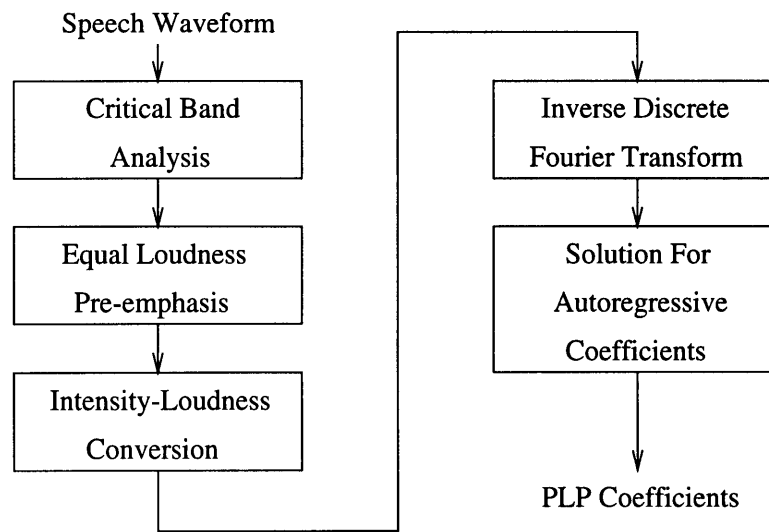 Speech Waveform
Critical Band
Analysis
Equal Loudness
Pre-emphasis
Intensity-Loudness
Conversion
Inverse Discrete
Fourier Transform
Solution For
Autoregressive
Coefficients
PLP Coefficients